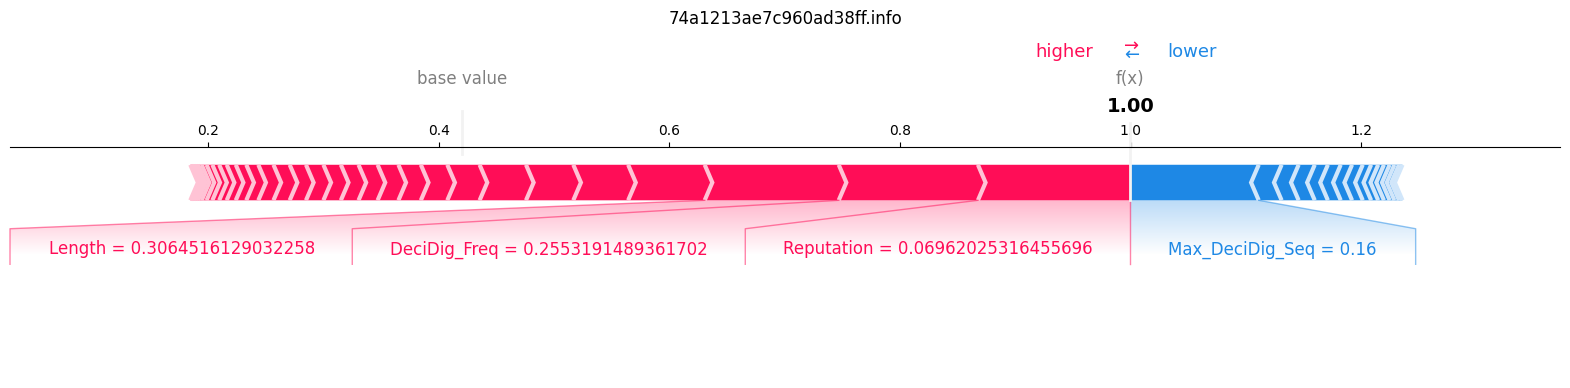 74a1213ae7c960ad38ff.info
higher ⇄ lower
base value f(x)
1.00
0.2 0.4 0.6 0.8 1.0 1.2
Length = 0.3064516129032258 DeciDig_Freq = 0.2553191489361702 Reputation = 0.06962025316455696 Max_DeciDig_Seq = 0.16